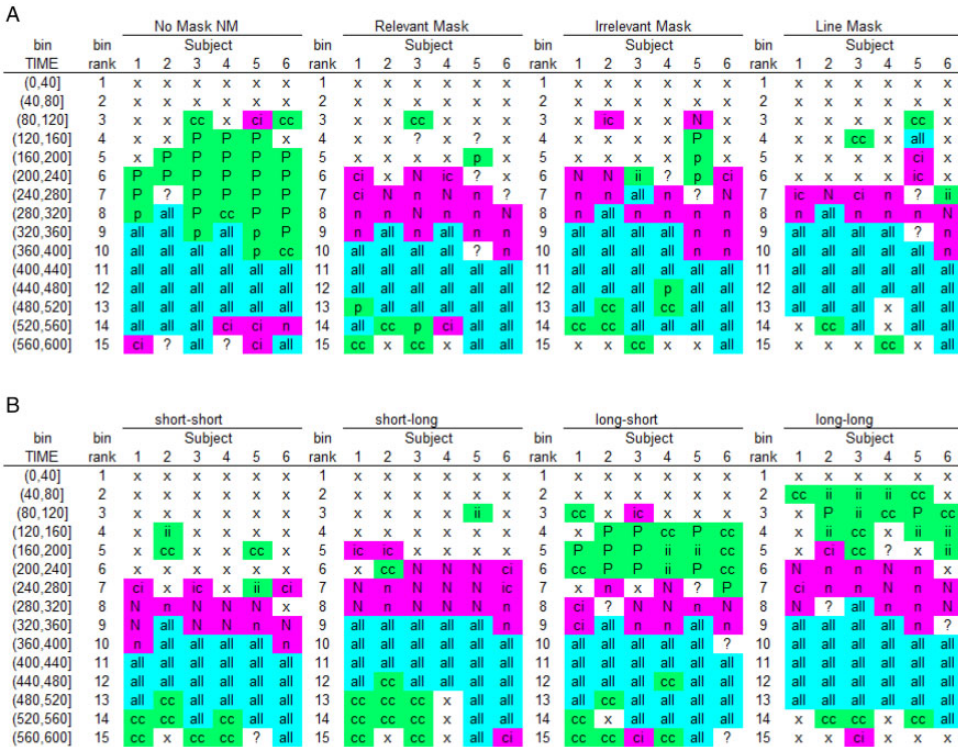 A
No Mask NM Relevant Mask Irrelevant Mask Line Mask
bin bin Subject bin Subject bin Subject bin Subject
TIME rank 1 2 3 4 5 6 rank 1 2 3 4 5 6 rank 1 2 3 4 5 6 rank 1 2 3 4 5 6
(0,40] 1 x x x x x x 1 x x x x x x 1 x x x x x x 1 x x x x x x
(40,80] 2 x x x x x x 2 x x x x x x 2 x x x x x x 2 x x x x x x
(80,120] 3 x x cc x ci cc 3 x x cc x x x 3 x ic x x N x 3 x x x x cc x
(120,160] 4 x x P P P x 4 x x ? x ? x 4 x x x x P x 4 x x cc x all x
(160,200] 5 x P P P P P 5 x x x x p x 5 x x x x p x 5 x x x x ci x
(200,240] 6 P P P P P P 6 ci x N ic x x 6 N N ii ? p ci 6 x x x x ic x
(240,280] 7 P ? P P P P 7 ci N n n n ? 7 n n all n ? N 7 ic N ci n ? ii
(280,320] 8 p all P cc P P 8 n n N n n N 8 n all n n n n 8 n all n n n n
(320,360] 9 all all p all p P 9 n all n all n n 9 all all all all n n 9 all all all all ? n
(360,400] 10 all all all all p cc 10 all all all all ? n 10 all all all all n n 10 all all all all all n
(400,440] 11 all all all all all all 11 all all all all all all 11 all all all all all all 11 all all all all all all
(440,480] 12 all all all all all all 12 all all all all all all 12 all all all p all all 12 all all all all all all
(480,520] 13 all all all all all all 13 p all all all all all 13 all cc all cc all all 13 all all all x all all
(520,560] 14 all all all ci ci n 14 all cc p ci all all 14 cc cc all all all all 14 x cc all x all all
(560,600] 15 ci ? all ? ci all 15 cc x cc x all all 15 x x cc x x all 15 x x x cc x all
B
short-short short-long long-short long-long
bin bin Subject bin Subject bin Subject bin Subject
TIME rank 1 2 3 4 5 6 rank 1 2 3 4 5 6 rank 1 2 3 4 5 6 rank 1 2 3 4 5 6
(0,40] 1 x x x x x x 1 x x x x x x 1 x x x x x x 1 x x x x x x
(40,80] 2 x x x x x x 2 x x x x x x 2 x x x x x x 2 cc ii ii ii cc x
(80,120] 3 x x x x x x 3 x x x x ii x 3 cc x ic x x x 3 x P ii cc P cc
(120,160] 4 x ii x x x x 4 x x x x x x 4 x P P cc P cc 4 x ii cc x ii ii
(160,200] 5 x cc x x cc x 5 ic ic x x x x 5 P P P ii ii cc 5 x ci cc ? x ii
(200,240] 6 x x x x x x 6 x cc N N N ci 6 cc P P ii P cc 6 N n n N n x
(240,280] 7 ci x ic x ii ci 7 N n N N N ic 7 x n x N ? P 7 ci n n n N N
(280,320] 8 N n N N N x 8 N n N N N n 8 ci ? N N n N 8 N ? all n n n
(320,360] 9 N all N N n N 9 all all all all all n 9 ci all n n all n 9 all all all all n ?
(360,400] 10 n all all all all n 10 all all all all all all 10 all all all all all ? 10 all all all all all all
(400,440] 11 all all all all all all 11 all all all all all all 11 all all all all all all 11 all all all all all all
(440,480] 12 all all all all all all 12 all cc all all all all 12 all all all cc all all 12 all all all all all all
(480,520] 13 all cc all all all all 13 cc cc cc x all all 13 all cc all all all all 13 all all all all all all
(520,560] 14 cc cc all cc all all 14 cc cc cc x all all 14 cc x all all all all 14 x cc cc x cc all
(560,600] 15 cc x cc cc ? all 15 cc x cc x all ci 15 cc cc ci cc all ? 15 x x ci x x x